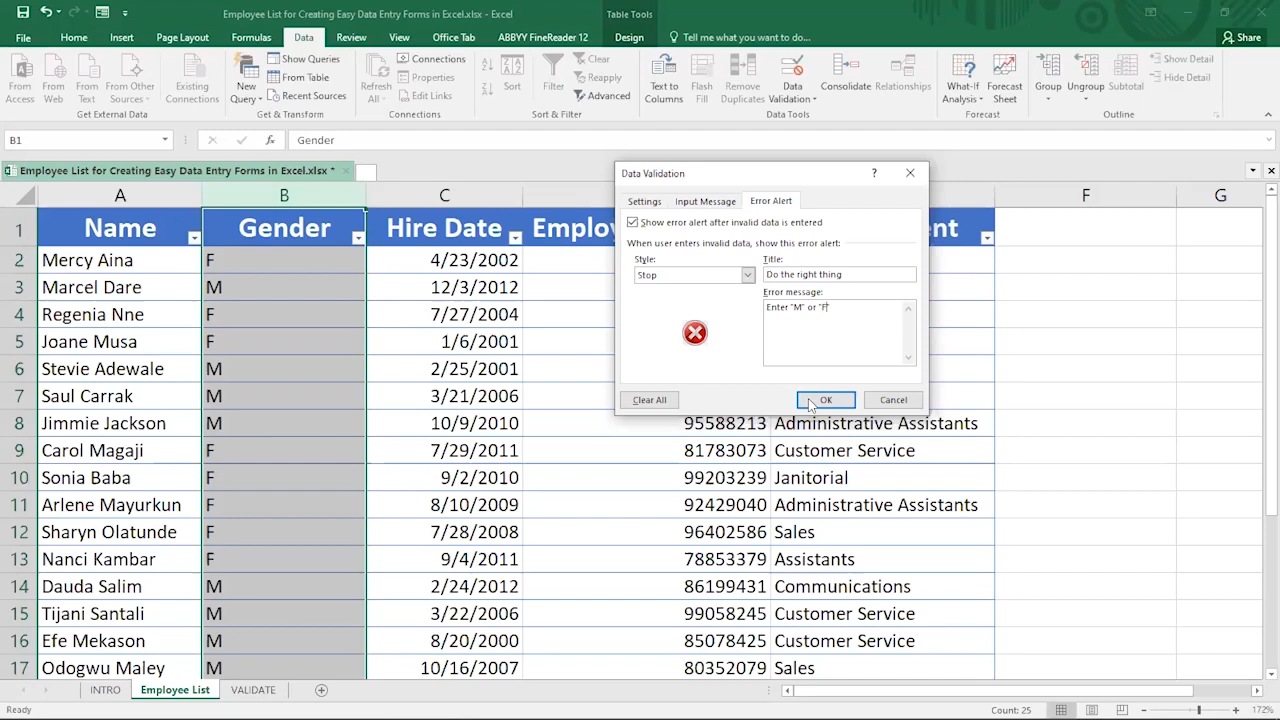 Employee List for Creating Easy Data Entry Forms in Excel.xlsx - Excel
Table Tools
File Home Insert Page Layout Formulas Data Review View Office Tab ABBYY FineReader 12 Design Tell me what you want to do... Share
From Access
From Web
From Text
From Other Sources
Existing Connections
Get External Data
New Query
Show Queries
From Table
Recent Sources
Get & Transform
Refresh All
Connections
Properties
Edit Links
Connections
Sort
Filter
Clear
Reapply
Advanced
Sort & Filter
Text to Columns
Flash Fill
Remove Duplicates
Data Validation
Consolidate
Relationships
Data Tools
What-If Analysis
Forecast Sheet
Forecast
Group
Ungroup
Subtotal
Show Detail
Hide Detail
Outline
B1 fx Gender
Employee List for Creating Easy Data Entry Forms in Excel.xlsx *
A B C F G
1 Name Gender Hire Date Employ nt
2 Mercy Aina F 4/23/2002
3 Marcel Dare M 12/3/2012
4 Regenia Nne F 7/27/2004
5 Joane Musa F 1/6/2001
6 Stevie Adewale M 2/25/2001
7 Saul Carrak M 3/21/2006
8 Jimmie Jackson M 10/9/2010 95588213 Administrative Assistants
9 Carol Magaji F 7/29/2011 81783073 Customer Service
10 Sonia Baba F 9/2/2010 99203239 Janitorial
11 Arlene Mayurkun F 8/10/2009 92429040 Administrative Assistants
12 Sharyn Olatunde F 7/28/2008 96402586 Sales
13 Nanci Kambar F 9/4/2011 78853379 Assistants
14 Dauda Salim M 2/24/2012 86199431 Communications
15 Tijani Santali M 3/22/2006 99058245 Customer Service
16 Efe Mekason M 8/20/2000 85078425 Customer Service
17 Odogwu Maley M 10/16/2007 80352079 Sales
Data Validation ?
Settings Input Message Error Alert
Show error alert after invalid data is entered
When user enters invalid data, show this error alert:
Style: Title:
Stop Do the right thing
Error message:
Enter "M" or "F
Clear All OK Cancel
INTRO Employee List VALIDATE
Ready Count: 25 172%